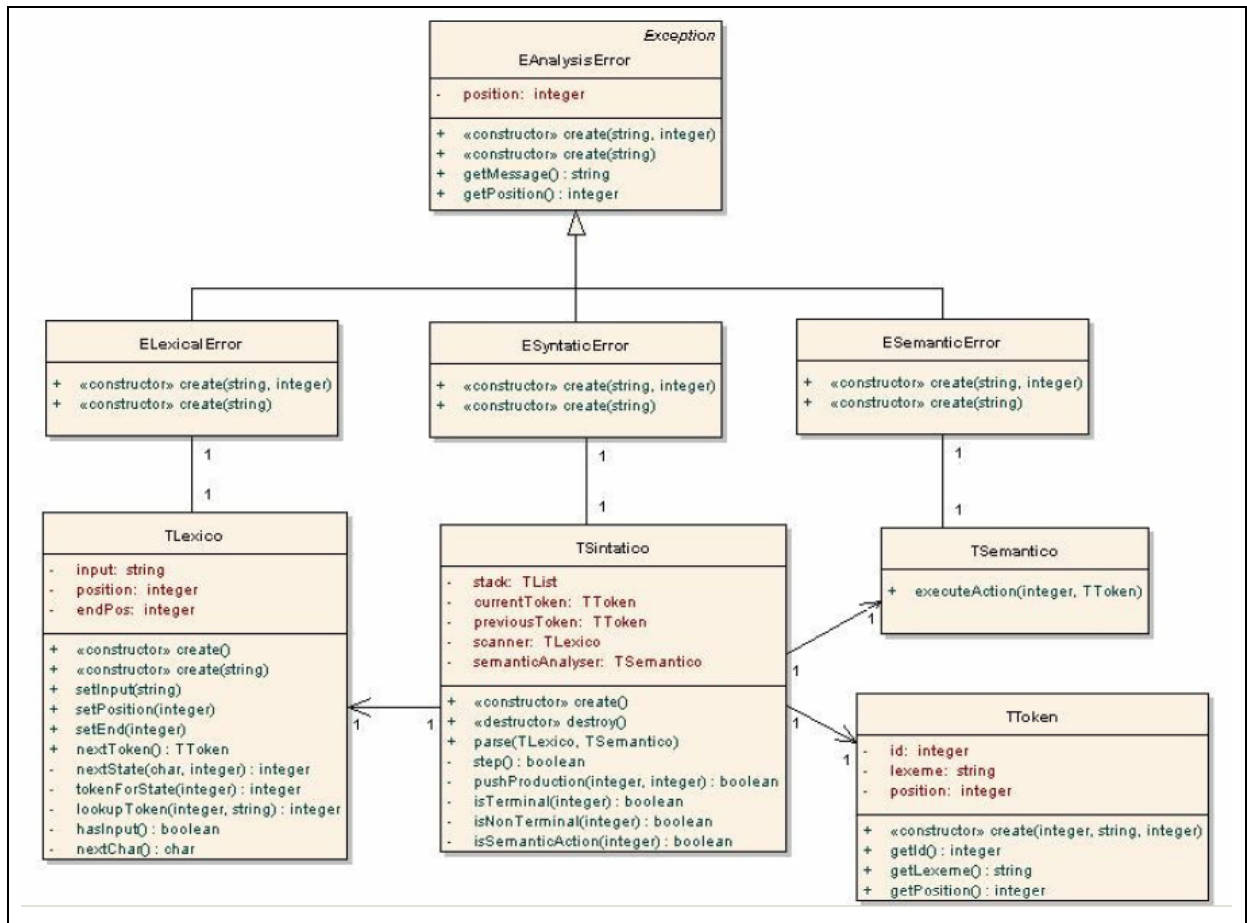 Exception
EAnalysisError
- position: integer
+ «constructor» create(string, integer)
+ «constructor» create(string)
+ getMessage() : string
+ getPosition() : integer
ELexicalError
+ «constructor» create(string, integer)
+ «constructor» create(string)
ESyntaticError
+ «constructor» create(string, integer)
+ «constructor» create(string)
ESemanticError
+ «constructor» create(string, integer)
+ «constructor» create(string)
1
1
1
1
1
1
TLexico
- input: string
- position: integer
- endPos: integer
+ «constructor» create()
+ «constructor» create(string)
+ setInput(string)
+ setPosition(integer)
+ setEnd(integer)
+ nextToken() : TToken
- nextState(char, integer) : integer
- tokenForState(integer) : integer
- lookupToken(integer, string) : integer
- hasInput() : boolean
- nextChar() : char
1
1
TSintatico
- stack: TList
- currentToken: TToken
- previousToken: TToken
- scanner: TLexico
- semanticAnalyser: TSemantico
+ «constructor» create()
+ «destructor» destroy()
+ parse(TLexico, TSemantico)
- step() : boolean
- pushProduction(integer, integer) : boolean
- isTerminal(integer) : boolean
- isNonTerminal(integer) : boolean
- isSemanticAction(integer) : boolean
1
1
1
1
TSemantico
+ executeAction(integer, TToken)
TToken
- id: integer
- lexeme: string
- position: integer
+ «constructor» create(integer, string, integer)
+ getId() : integer
+ getLexeme() : string
+ getPosition() : integer